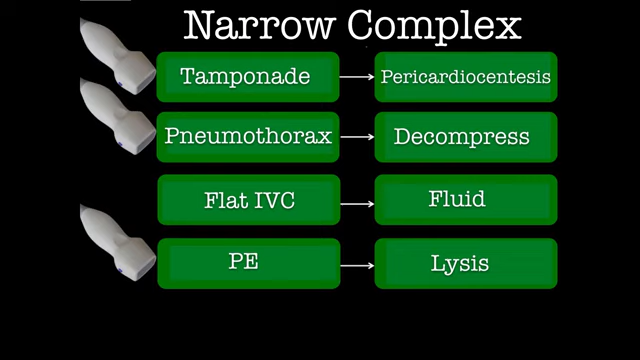 Narrow Complex
Tamponade
Pericardiocentesis
Pneumothorax
Decompress
Flat IVC
Fluid
PE
Lysis